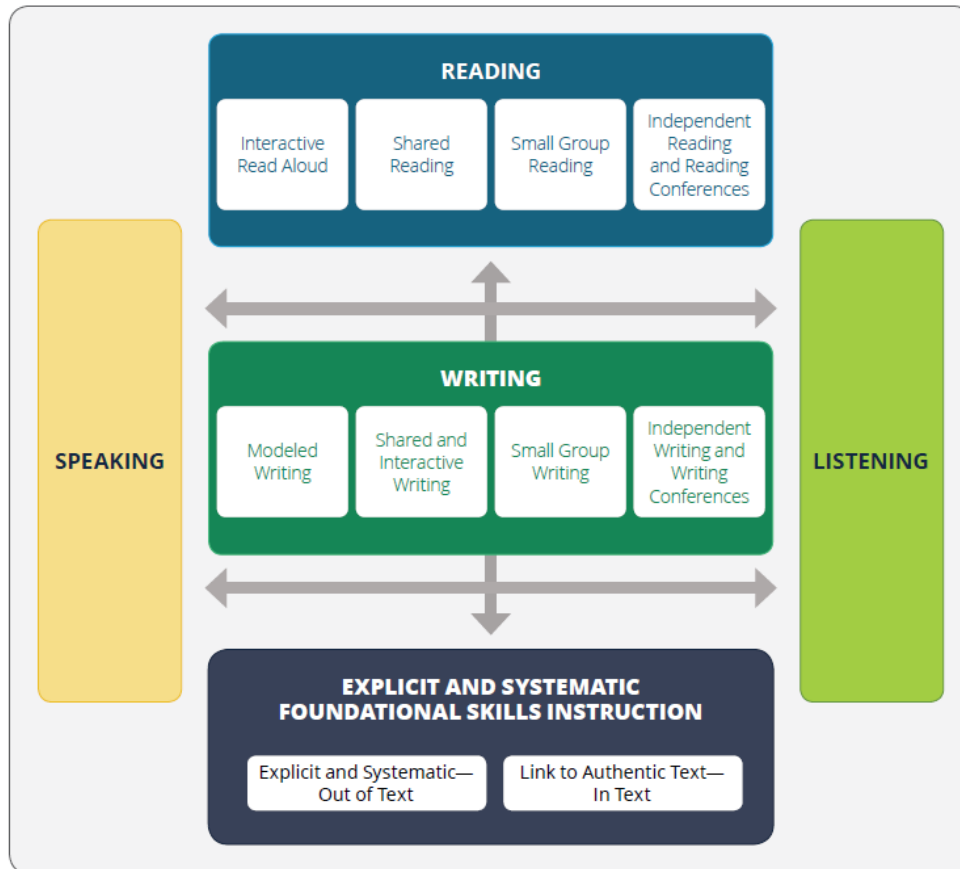 READING
Interactive
Read Aloud
Shared
Reading
Small Group
Reading
Independent
Reading
and Reading
Conferences
SPEAKING
WRITING
Modeled
Writing
Shared and
Interactive
Writing
Small Group
Writing
Independent
Writing and
Writing
Conferences
LISTENING
EXPLICIT AND SYSTEMATIC
FOUNDATIONAL SKILLS INSTRUCTION
Explicit and Systematic—
Out of Text
Link to Authentic Text—
In Text